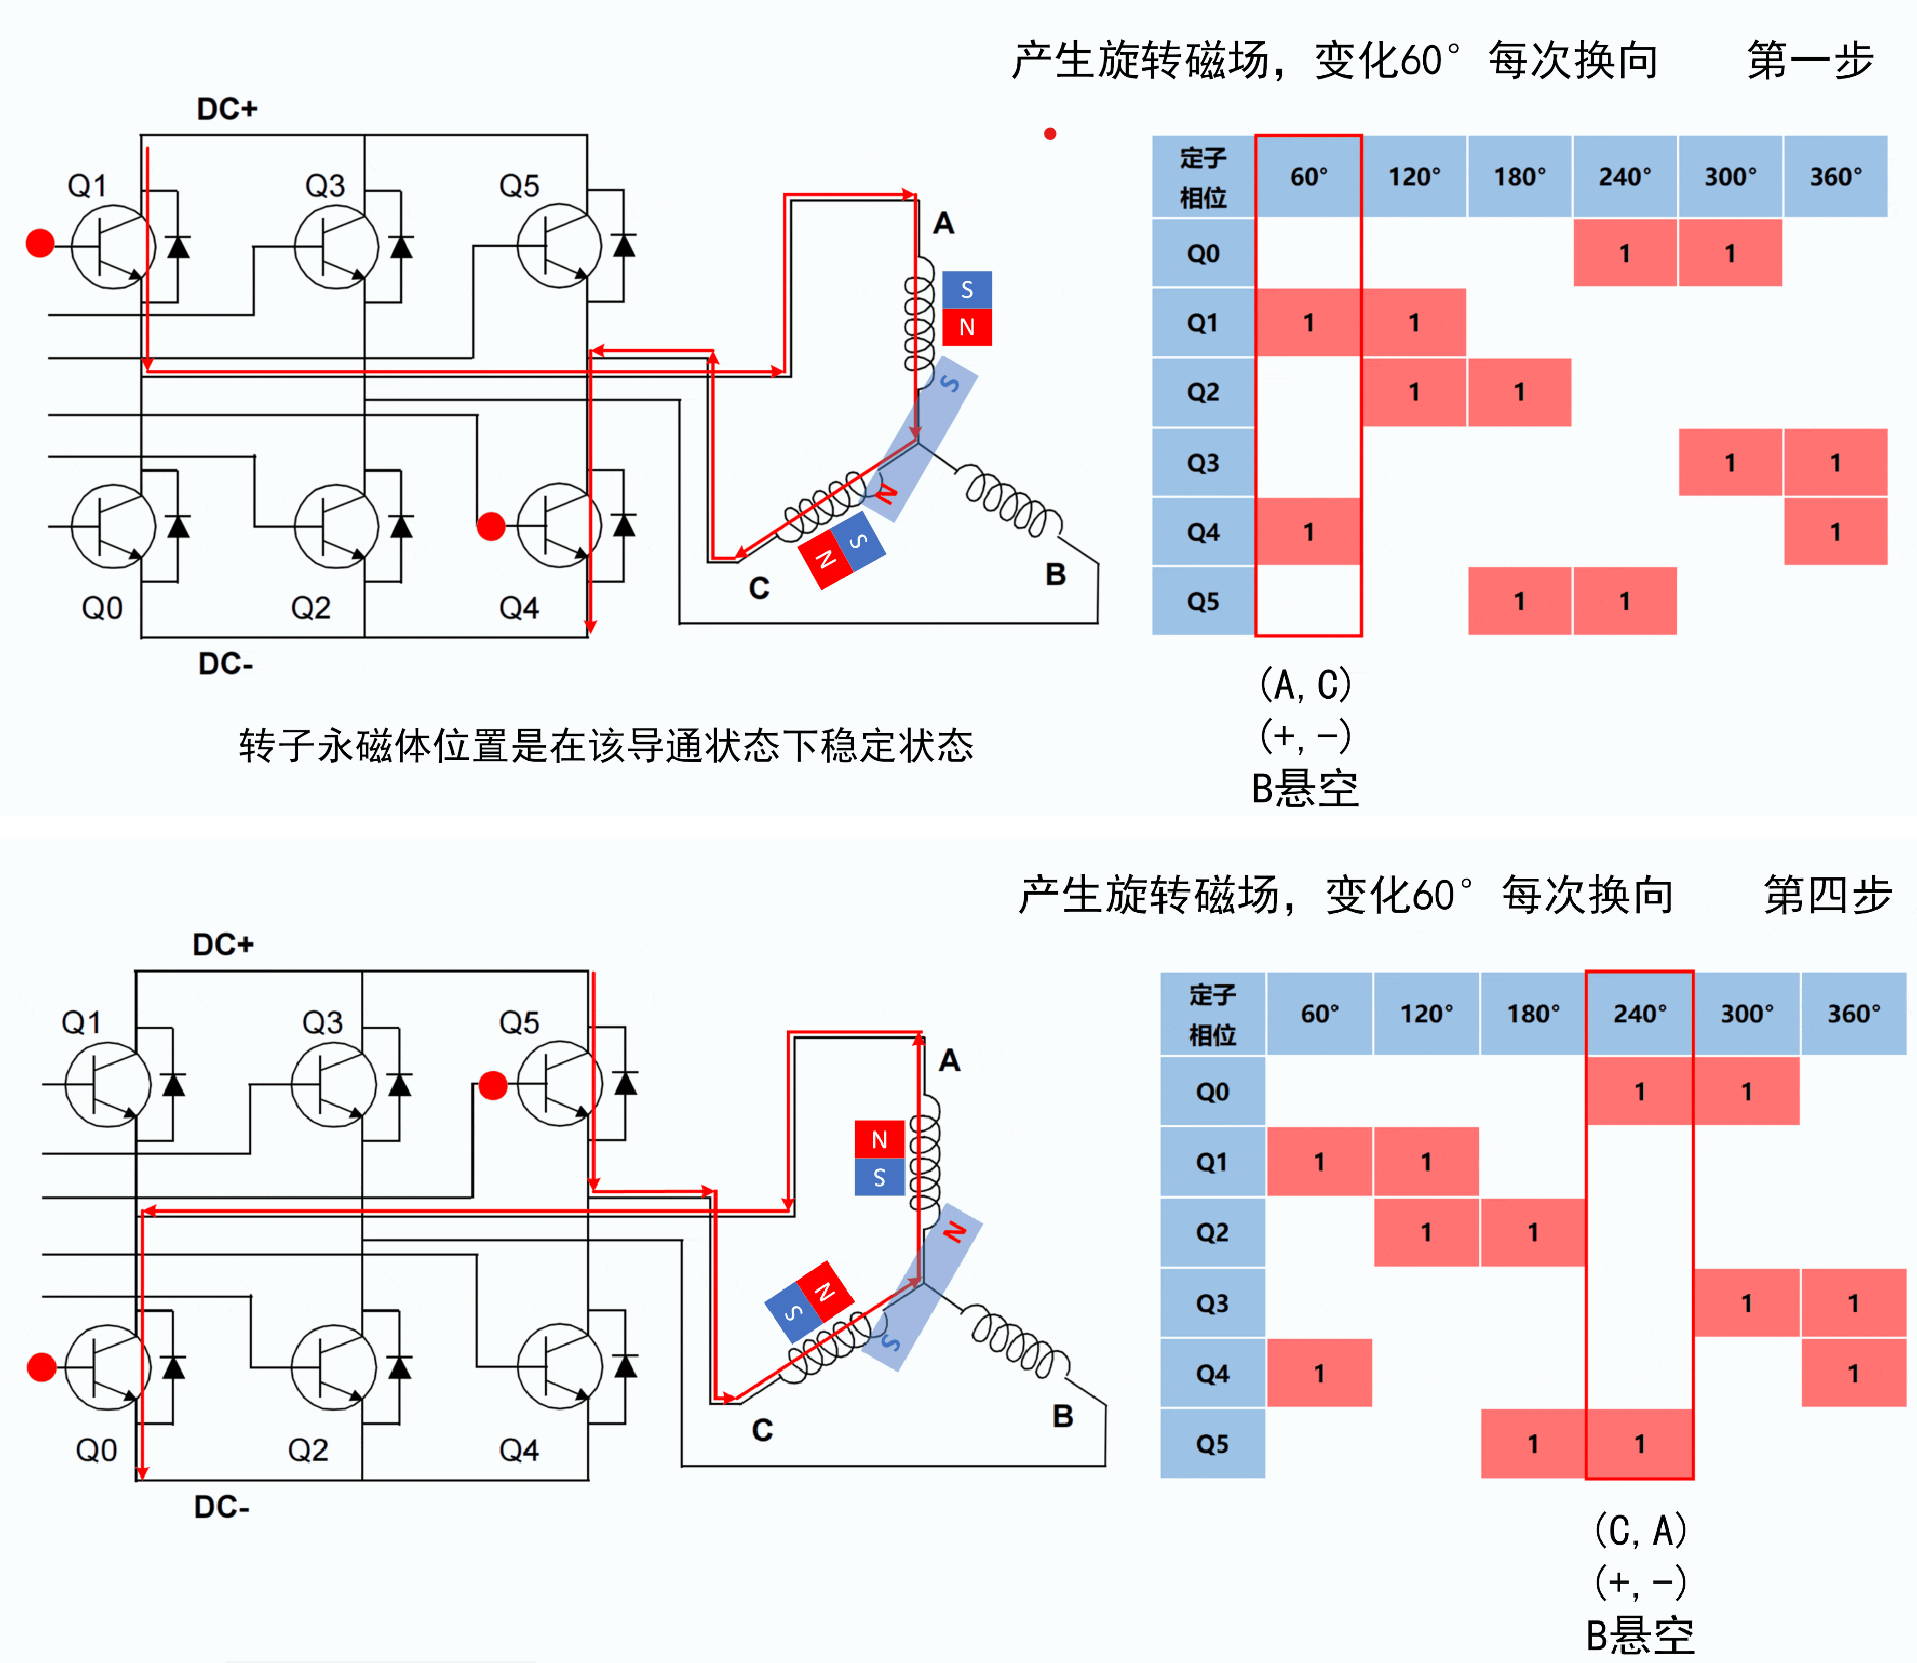 产生旋转磁场，变化60°每次换向 第一步
DC+
Q1 Q3 Q5
A
S
N
S
N
S
N
C
B
Q0 Q2 Q4
DC-
定子相位 60° 120° 180° 240° 300° 360°
Q0 1 1
Q1 1 1
Q2 1 1
Q3 1 1
Q4 1 1
Q5 1 1
(A,C)
(+,-)
B悬空
转子永磁体位置是在该导通状态下稳定状态
产生旋转磁场，变化60°每次换向 第四步
DC+
Q1 Q3 Q5
A
N
S
N
N
S
S
C
B
Q0 Q2 Q4
DC-
定子相位 60° 120° 180° 240° 300° 360°
Q0 1 1
Q1 1 1
Q2 1 1
Q3 1 1
Q4 1 1
Q5 1 1
(C,A)
(+,-)
B悬空